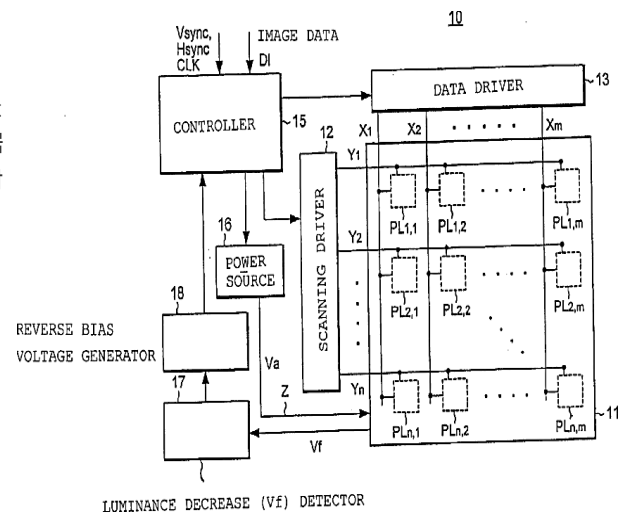 10
Vsync,
Hsync
CLK
IMAGE DATA
DI
DATA DRIVER
13
CONTROLLER
15
12
X1
X2
Xm
Y1
PL1,1
PL1,2
PL1,m
SCANNING DRIVER
16
POWER
SOURCE
Y2
PL2,1
PL2,2
PL2,m
18
REVERSE BIAS
VOLTAGE GENERATOR
Va
17
Z
Yn
PLn,1
PLn,2
PLn,m
11
Vf
LUMINANCE DECREASE (Vf) DETECTOR